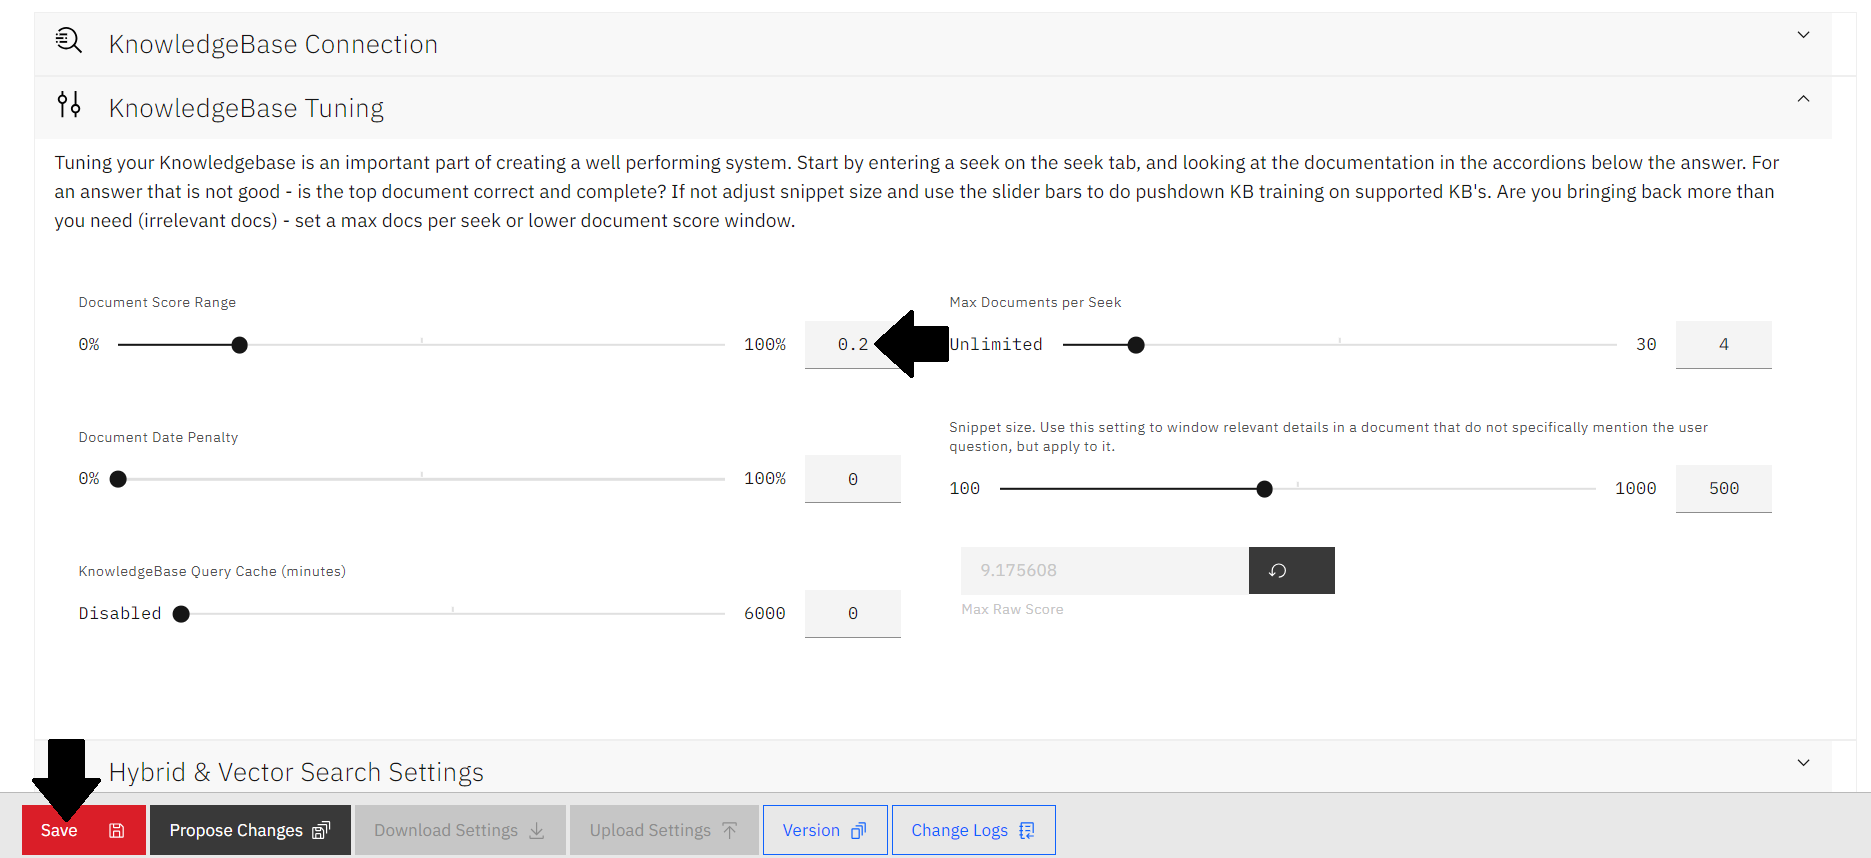 KnowledgeBase Connection
KnowledgeBase Tuning
Tuning your Knowledgebase is an important part of creating a well performing system. Start by entering a seek on the seek tab, and looking at the documentation in the accordions below the answer. For
an answer that is not good - is the top document correct and complete? If not adjust snippet size and use the slider bars to do pushdown KB training on supported KB's. Are you bringing back more than
you need (irrelevant docs) - set a max docs per seek or lower document score window.
Document Score Range
0% 100% 0.2
Max Documents per Seek
Unlimited 30 4
Document Date Penalty
0% 100% 0
Snippet size. Use this setting to window relevant details in a document that do not specifically mention the user
question, but apply to it.
100 1000 500
KnowledgeBase Query Cache (minutes)
Disabled 6000 0
9.175608
Max Raw Score
Hybrid & Vector Search Settings
Save Propose Changes Download Settings Upload Settings Version Change Logs